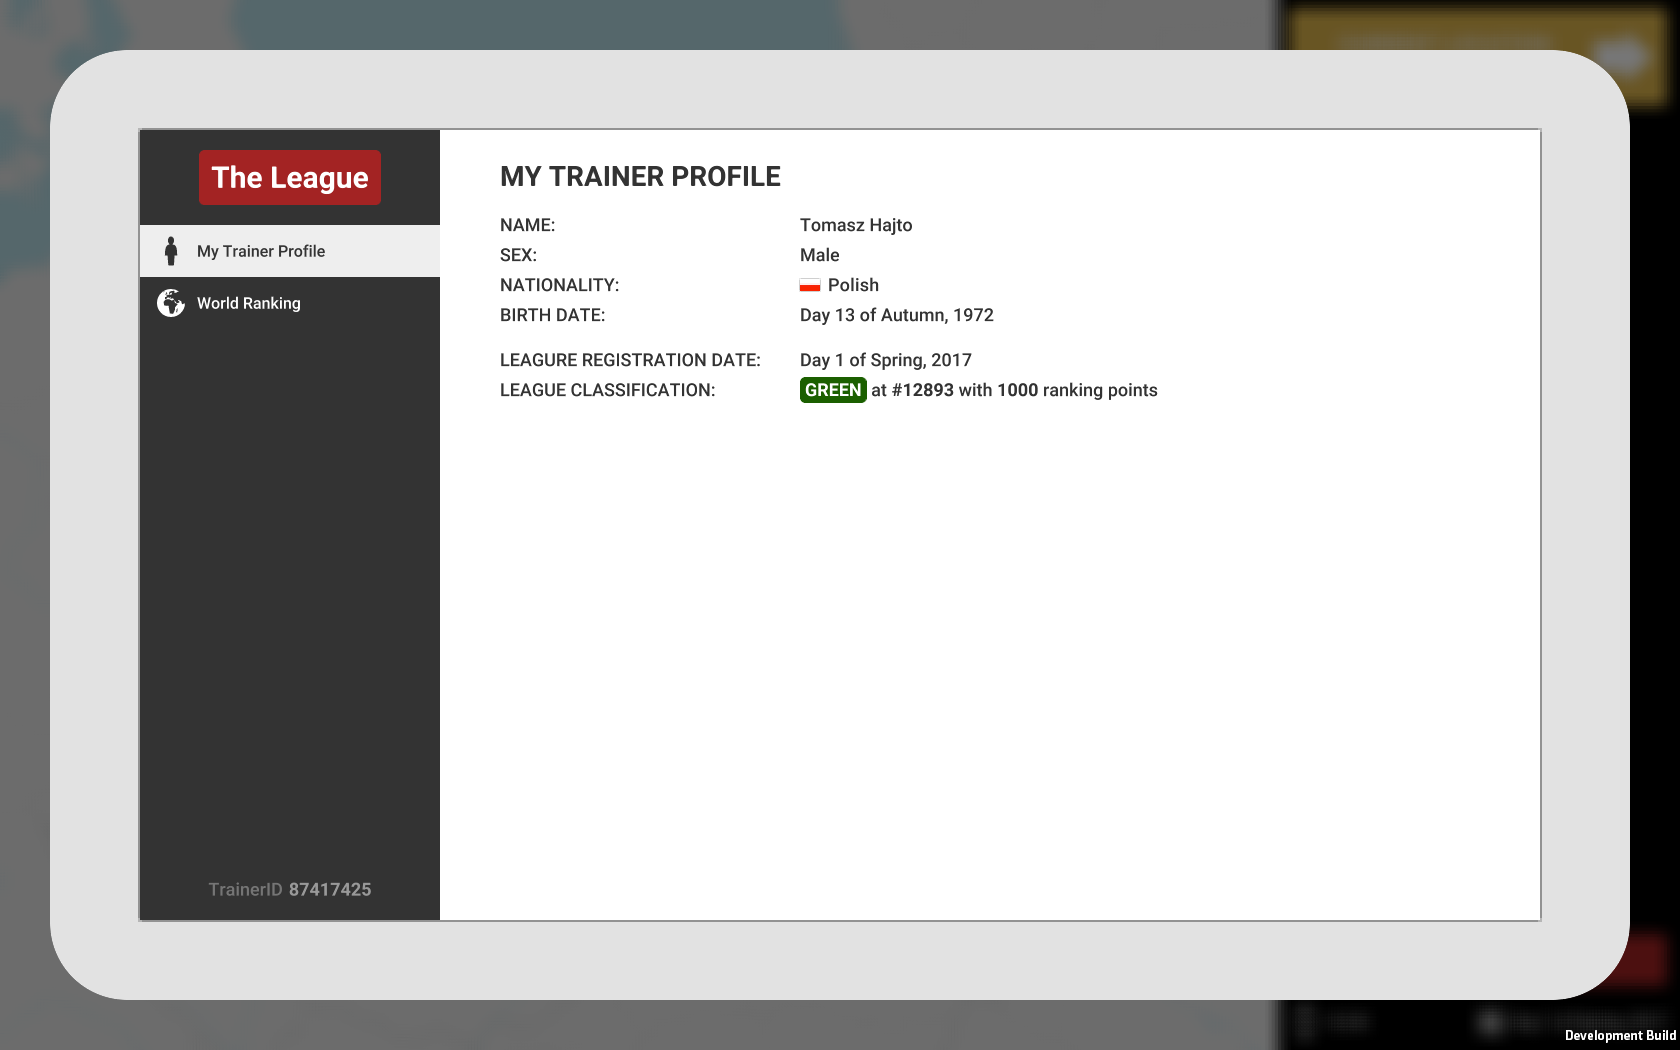 The League
My Trainer Profile
World Ranking
TrainerID 87417425
MY TRAINER PROFILE
NAME: Tomasz Hajto
SEX: Male
NATIONALITY: Polish
BIRTH DATE: Day 13 of Autumn, 1972
LEAGURE REGISTRATION DATE: Day 1 of Spring, 2017
LEAGUE CLASSIFICATION: GREEN at #12893 with 1000 ranking points
Development Build